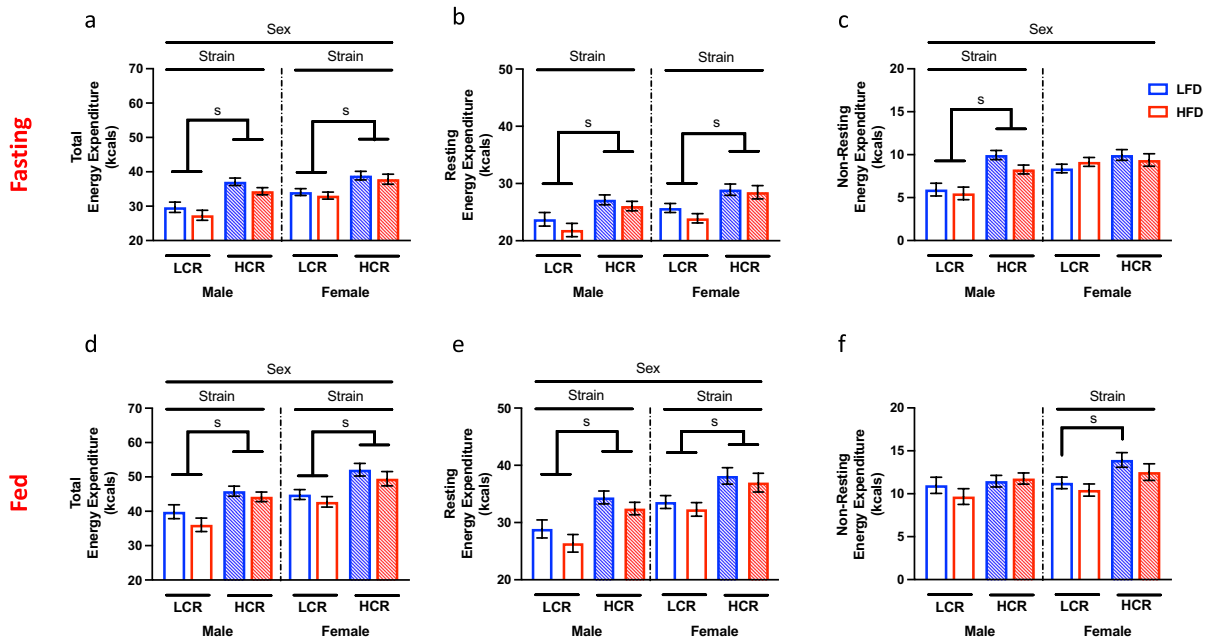 a
Sex
Strain
Strain
70
60
50
40
30
20
Total
Energy Expenditure
(kcals)
s
s
LCR
HCR
LCR
HCR
Male
Female
b
Strain
Strain
50
40
30
20
Resting
Energy Expenditure
(kcals)
s
s
LCR
HCR
LCR
HCR
Male
Female
c
Sex
Strain
20
15
10
5
0
Non-Resting
Energy Expenditure
(kcals)
s
LCR
HCR
LCR
HCR
Male
Female
LFD
HFD
Fasting
d
Sex
Strain
Strain
70
60
50
40
30
20
Total
Energy Expenditure
(kcals)
s
s
LCR
HCR
LCR
HCR
Male
Female
e
Sex
Strain
Strain
50
40
30
20
Resting
Energy Expenditure
(kcals)
s
s
LCR
HCR
LCR
HCR
Male
Female
f
Strain
20
15
10
5
0
Non-Resting
Energy Expenditure
(kcals)
s
LCR
HCR
LCR
HCR
Male
Female
Fed